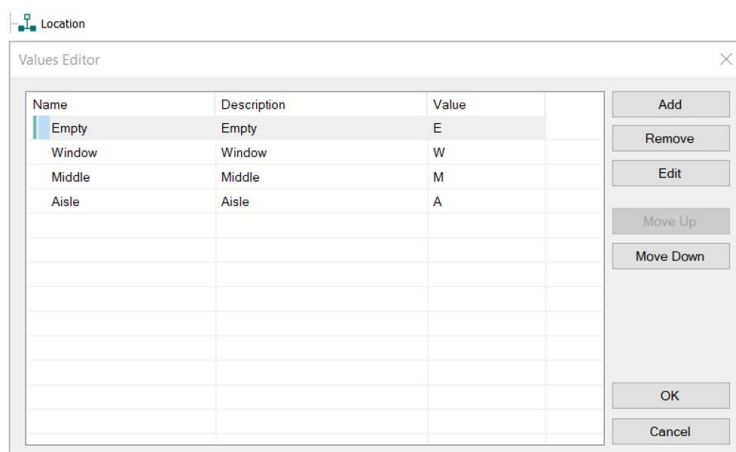 Location
Values Editor
Name Description Value
Empty Empty E
Window Window W
Middle Middle M
Aisle Aisle A
Add
Remove
Edit
Move Up
Move Down
OK
Cancel